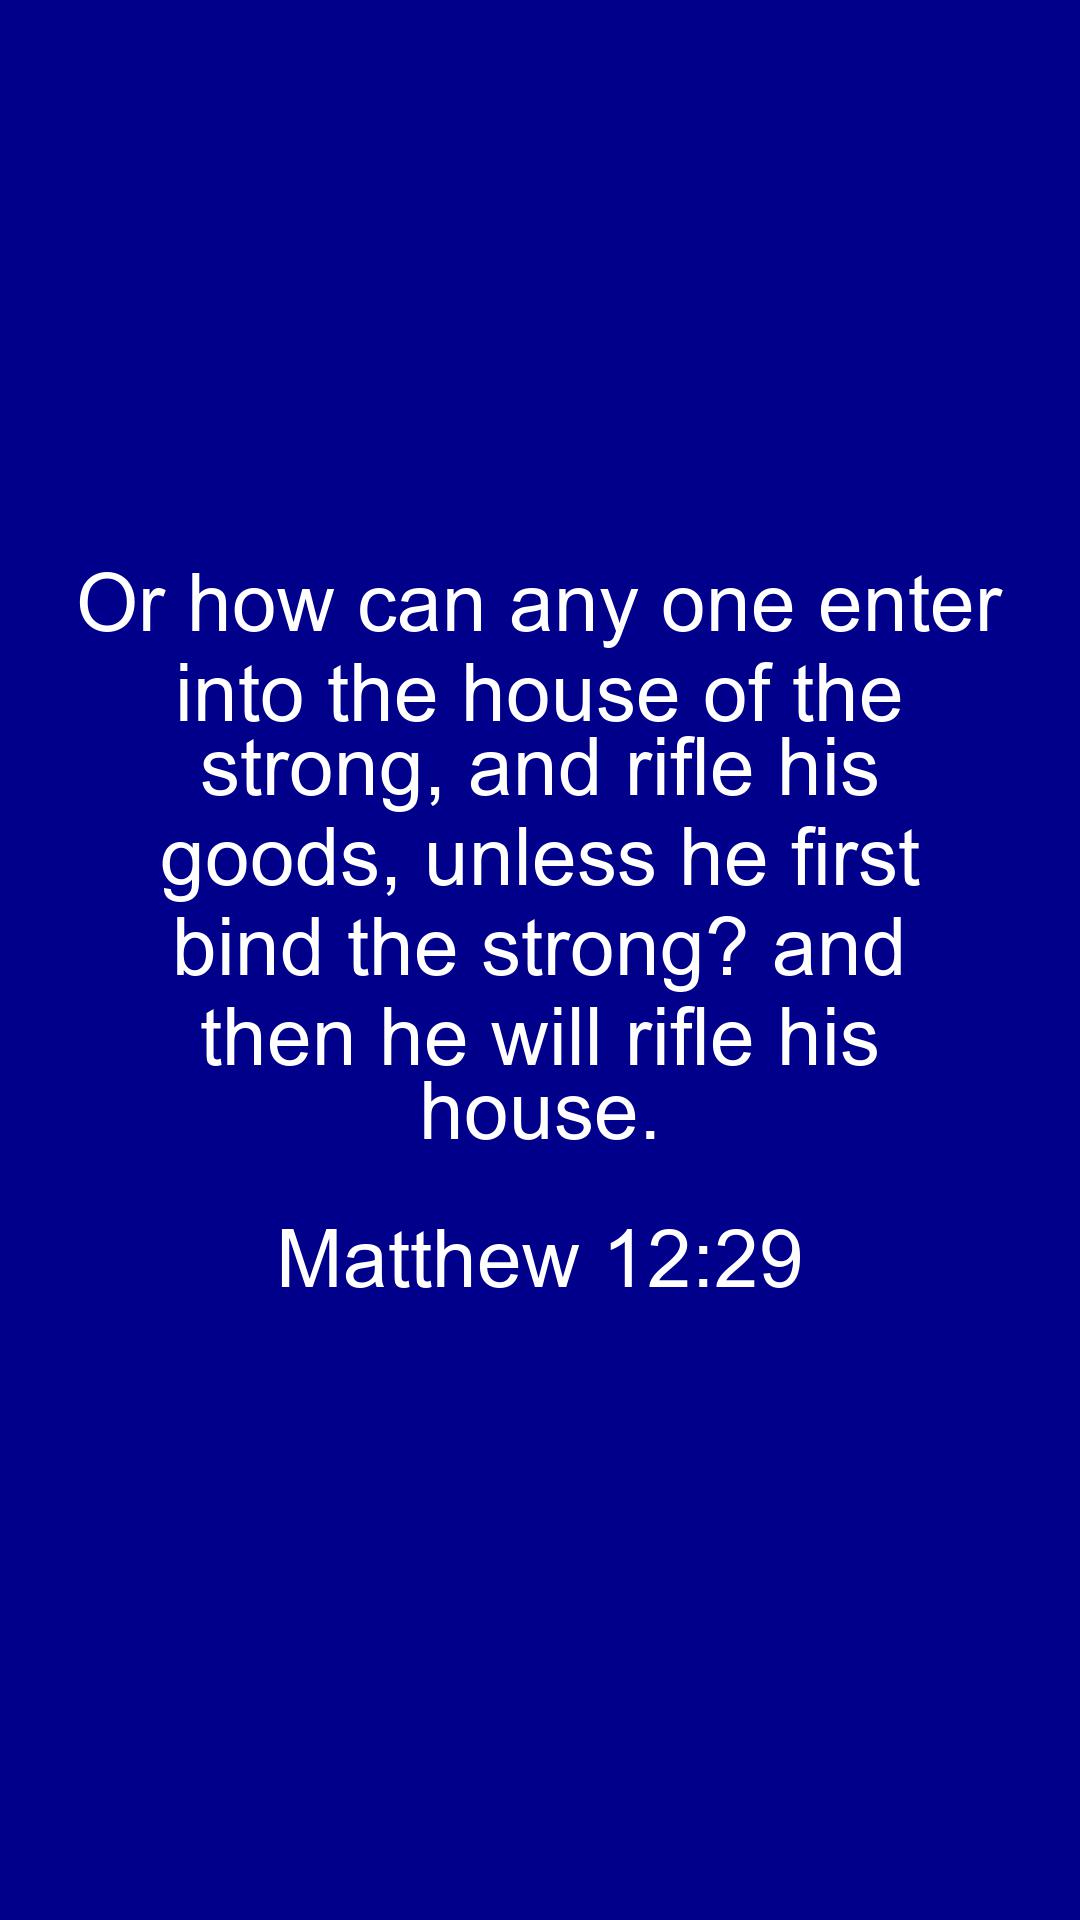 Or how can any one enter
into the house of the
strong, and rifle his
goods, unless he first
bind the strong? and
then he will rifle his
house.
Matthew 12:29